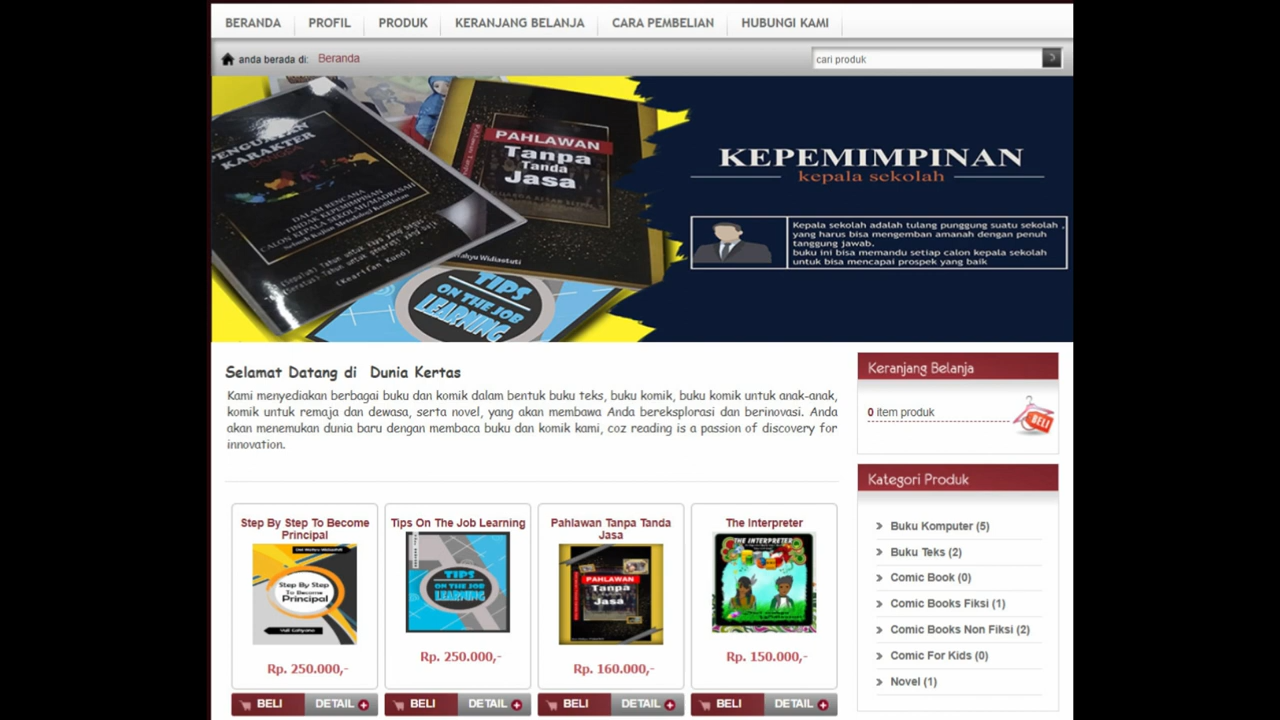 BERANDA PROFIL PRODUK KERANJANG BELANJA CARA PEMBELIAN HUBUNGI KAMI
anda berada di: Beranda
cari produk
PENGUATAN
KARAKTER
DALAM RENCANA
TINDAK KEPEMIMPINAN
CALON KEPALA SEKOLAH/MADRASAH
PAHLAWAN
Tanpa
Tanda
Jasa
TIPS
ON THE JOB
LEARNING
KEPEMIMPINAN
kepala sekolah
Kepala sekolah adalah tulang punggung suatu sekolah ,
yang harus bisa mengemban amanah dengan penuh
tanggung jawab.
buku ini bisa memandu setiap calon kepala sekolah
untuk bisa mencapai prospek yang baik
Selamat Datang di Dunia Kertas
Kami menyediakan berbagai buku dan komik dalam bentuk buku teks, buku komik, buku komik untuk anak-anak,
komik untuk remaja dan dewasa, serta novel, yang akan membawa Anda bereksplorasi dan berinovasi. Anda
akan menemukan dunia baru dengan membaca buku dan komik kami, coz reading is a passion of discovery for
innovation.
Keranjang Belanja
0 item produk
BELI
Kategori Produk
Buku Komputer (5)
Buku Teks (2)
Comic Book (0)
Comic Books Fiksi (1)
Comic Books Non Fiksi (2)
Comic For Kids (0)
Novel (1)
Step By Step To Become
Principal
Step By Step
To Become
Principal
Rp. 250.000,-
BELI DETAIL
Tips On The Job Learning
TIPS
ON THE JOB
LEARNING
Rp. 250.000,-
BELI DETAIL
Pahlawan Tanpa Tanda
Jasa
PAHLAWAN
Tanpa
Jasa
Rp. 160.000,-
BELI DETAIL
The Interpreter
THE INTERPRETER
Rp. 150.000,-
BELI DETAIL